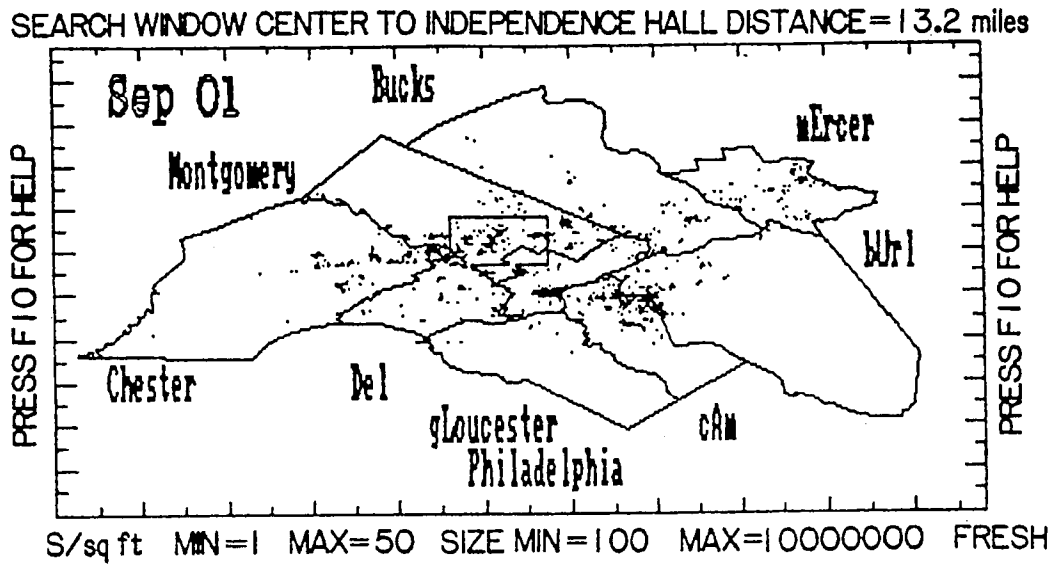 SEARCH WINDOW CENTER TO INDEPENDENCE HALL DISTANCE=13.2 miles
Sep 01
Bucks
mErcer
Montgomery
PRESS F10 FOR HELP
PRESS F10 FOR HELP
bUrl
Chester
Del
gLoucester
cAm
Philadelphia
S/sq ft MIN=1 MAX=50 SIZE MIN=100 MAX=10000000 FRESH